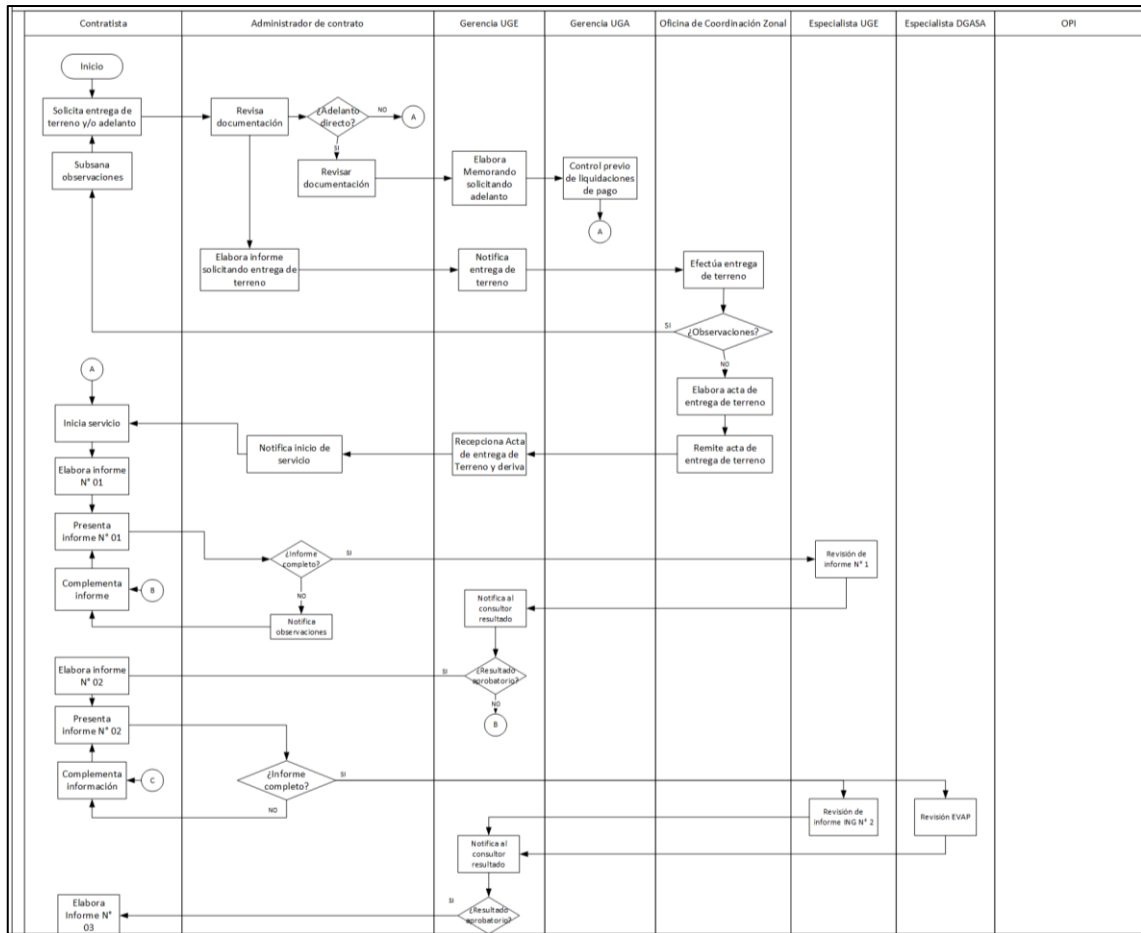 Contratista
Administrador de contrato
Gerencia UGE
Gerencia UGA
Oficina de Coordinación Zonal
Especialista UGE
Especialista DGASA
OPI
Inicio
Solicita entrega de
terreno y/o adelanto
Revisa
documentación
¿Adelanto
directo?
NO
A
SI
Subsana
observaciones
Revisar
documentación
Elabora
Memorando
solicitando
adelanto
Control previo
de liquidaciones
de pago
A
Elabora informe
solicitando entrega de
terreno
Notifica
entrega de
terreno
Efectúa entrega
de terreno
SI
¿Observaciones?
NO
A
Elabora acta de
entrega de terreno
Inicia servicio
Notifica inicio de
servicio
Recepciona Acta
de entrega de
Terreno y deriva
Remite acta de
entrega de terreno
Elabora informe
N° 01
Presenta
informe N° 01
¿Informe
completo?
SI
Revisión de
informe N° 1
NO
Complementa
informe
B
Notifica
observaciones
Notifica al
consultor
resultado
Elabora informe
N° 02
SI
¿Resultado
aprobatorio?
NO
B
Presenta
informe N° 02
Complementa
información
C
¿Informe
completo?
SI
NO
Revisión de
informe ING N° 2
Revisión EVAP
Notifica al
consultor
resultado
Elabora
Informe N°
03
SI
¿Resultado
aprobatorio?